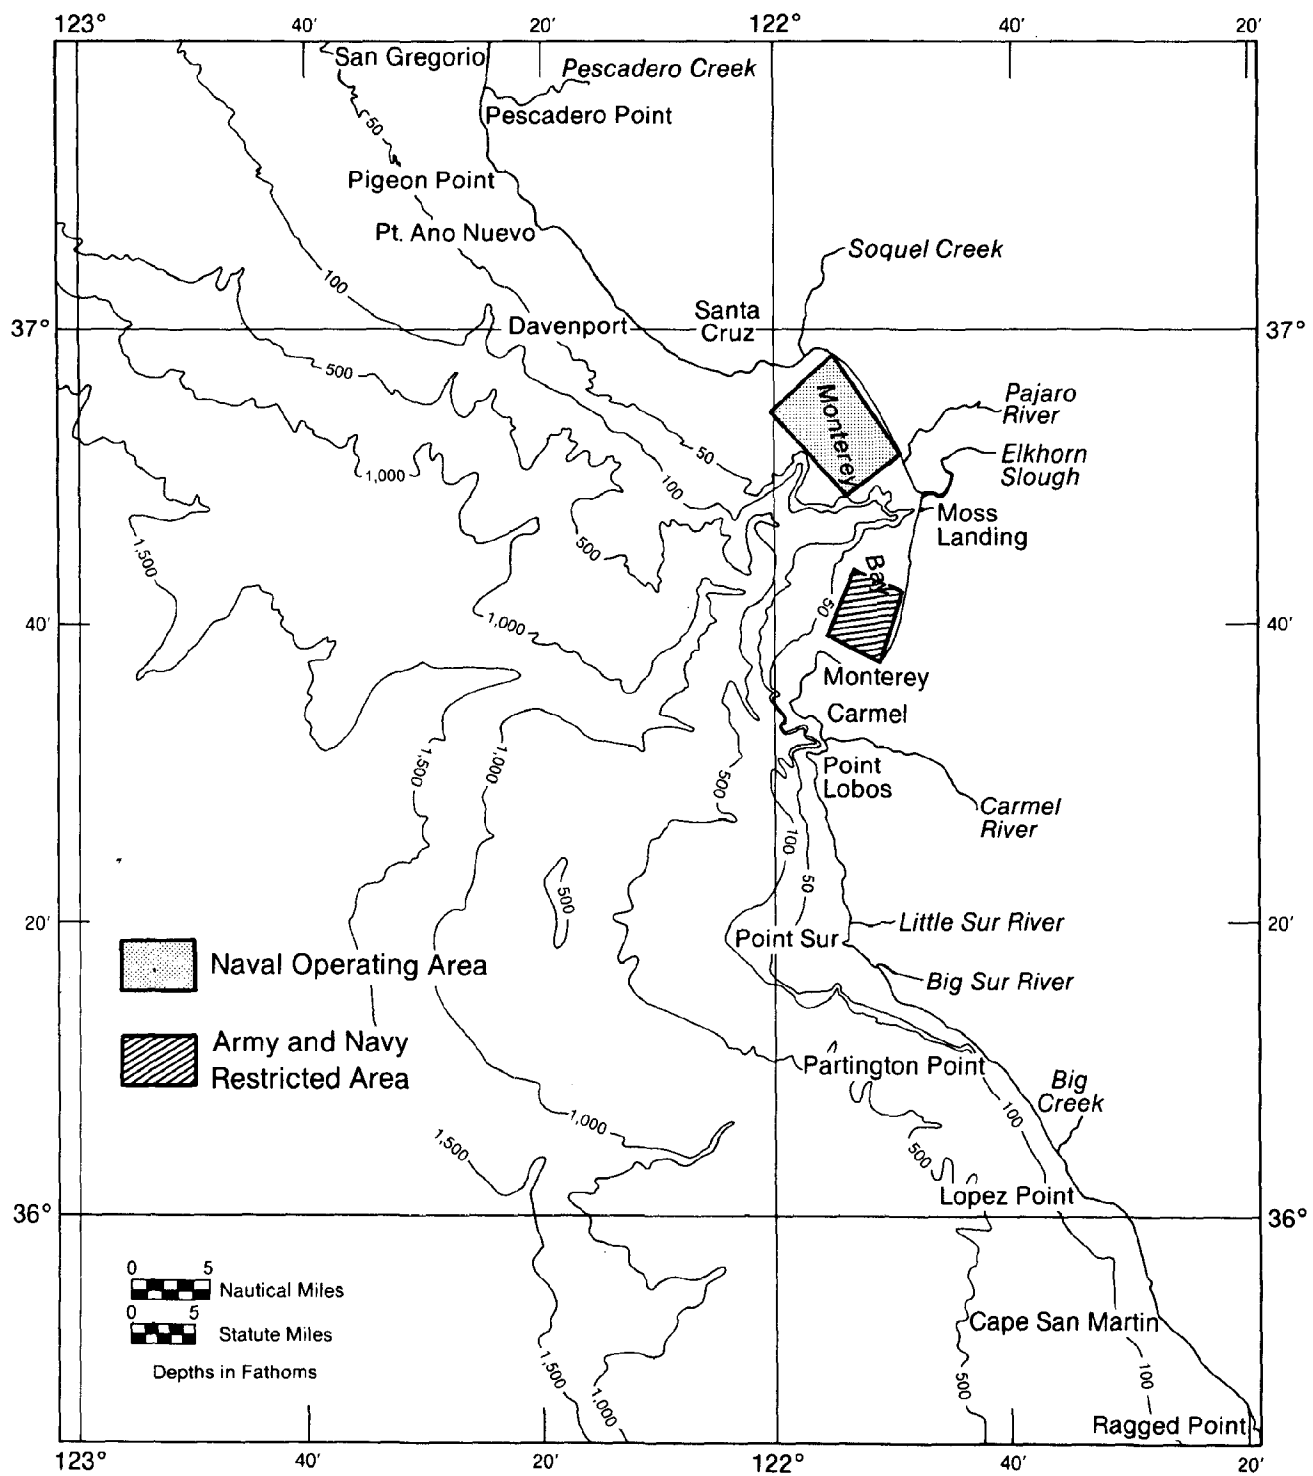 123° 40' 20' 122° 40' 20'
San Gregorio
Pescadero Creek
Pescadero Point
50
Pigeon Point
Pt. Ano Nuevo
Soquel Creek
100
Santa
Cruz
37° Davenport 37°
500
Monterey
Pajaro
River
50
Elkhorn
Slough
1,000
100
Moss
Landing
1,500
500
Bay
50
40' 1,000 40'
Monterey
Carmel
1,500
1,000
500
Point
Lobos
Carmel
River
100
50
500
20' Little Sur River 20'
Point Sur
Naval Operating Area
Big Sur River
Army and Navy
Restricted Area
Partington Point
Big
Creek
100
1,000
1,500
500
Lopez Point
36° 36°
0 5
Nautical Miles
0 5
Statute Miles
Cape San Martin
Depths in Fathoms
1,500
1,000
500
100
Ragged Point
123° 40' 20' 122° 40' 20'